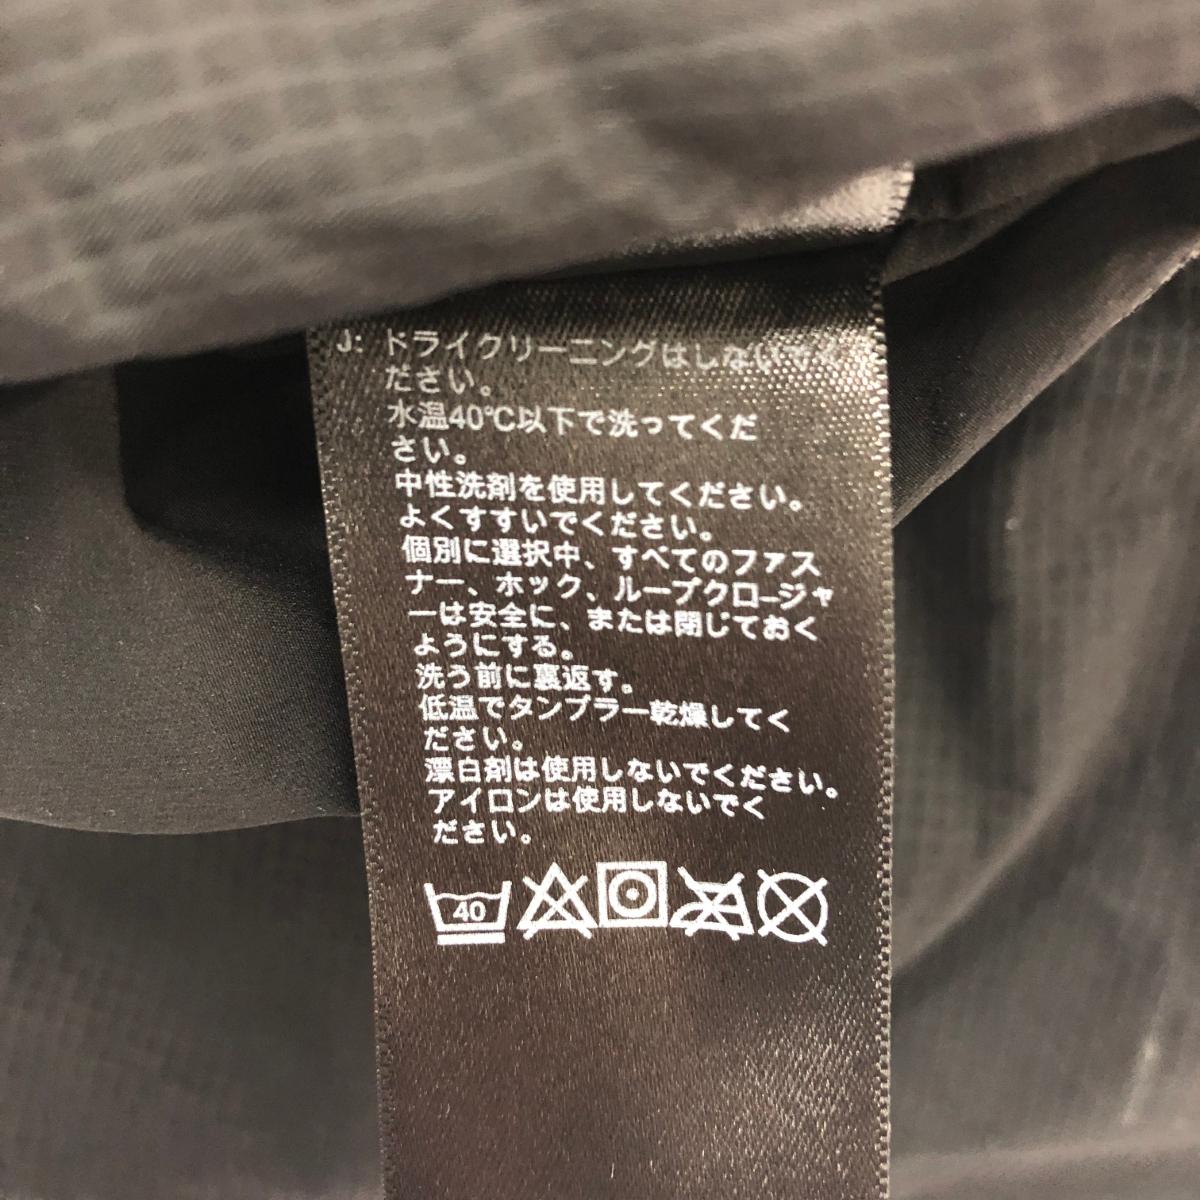 J: ドライクリーニングはしないでく
ださい。
水温40℃以下で洗ってくだ
さい。
中性洗剤を使用してください。
よくすすいでください。
個別に選択中、すべてのファス
ナー、ホック、ループクロージャ
ーは安全に、または閉じておく
ようにする。
洗う前に裏返す。
低温でタンブラー乾燥してく
ださい。
漂白剤は使用しないでください。
アイロンは使用しないでく
ださい。
40